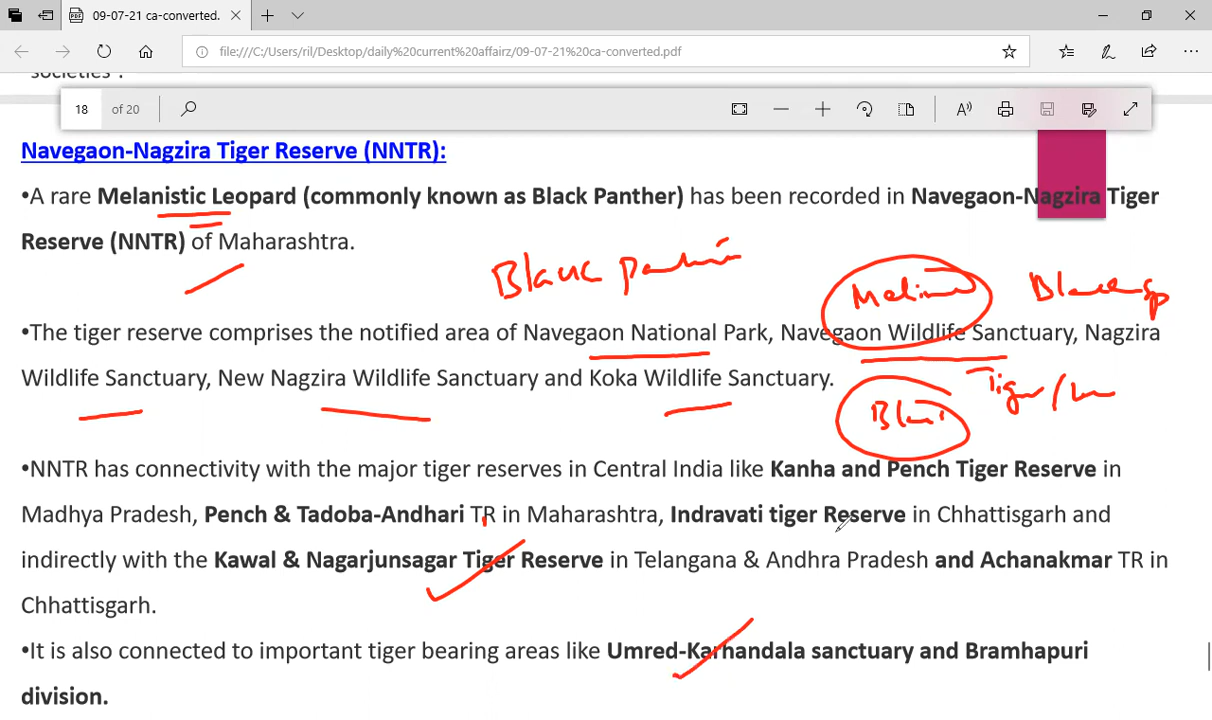 09-07-21 ca-converted.
file:///C:/Users/ril/Desktop/daily%20current%20affairz/09-07-21%20ca-converted.pdf
societies .
18 of 20
Navegaon-Nagzira Tiger Reserve (NNTR):
•A rare Melanistic Leopard (commonly known as Black Panther) has been recorded in Navegaon-Nagzira Tiger
Reserve (NNTR) of Maharashtra.
Black
•The tiger reserve comprises the notified area of Navegaon National Park, Navegaon Wildlife Sanctuary, Nagzira
Wildlife Sanctuary, New Nagzira Wildlife Sanctuary and Koka Wildlife Sanctuary.
Tiger/
•NNTR has connectivity with the major tiger reserves in Central India like Kanha and Pench Tiger Reserve in
Madhya Pradesh, Pench & Tadoba-Andhari TR in Maharashtra, Indravati tiger Reserve in Chhattisgarh and
indirectly with the Kawal & Nagarjunsagar Tiger Reserve in Telangana & Andhra Pradesh and Achanakmar TR in
Chhattisgarh.
•It is also connected to important tiger bearing areas like Umred-Karhandala sanctuary and Bramhapuri
division.